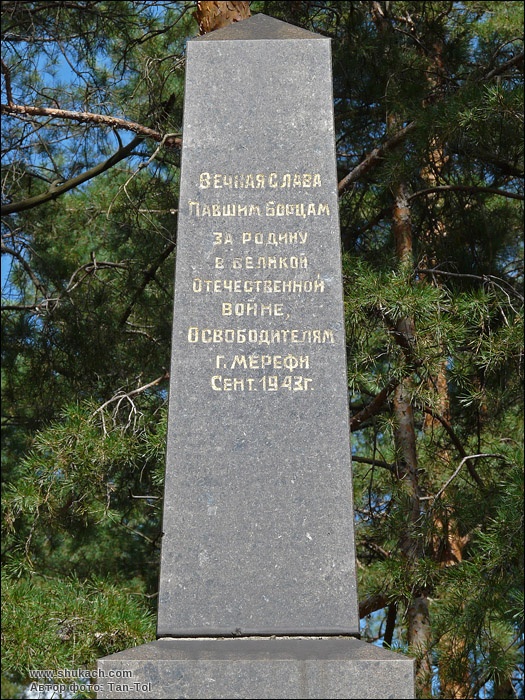 Вечная Слава
Павшим Борцам
за Родину
в Великой
Отечественной
Войне,
Освободителям
г. Мерефи
Сент. 1943 г.
www.shukach.com
Автор фото: Tan-Tol